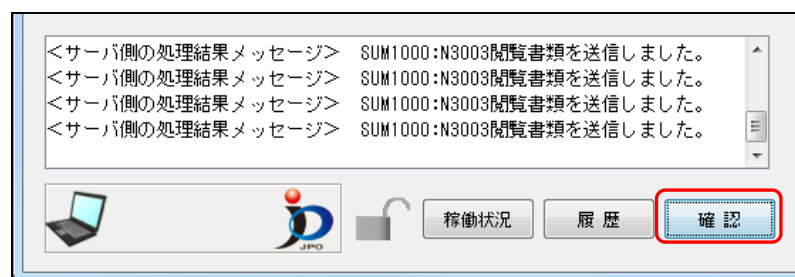 ＜サーバ側の処理結果メッセージ＞　SUM1000:N3003閲覧書類を送信しました。
＜サーバ側の処理結果メッセージ＞　SUM1000:N3003閲覧書類を送信しました。
＜サーバ側の処理結果メッセージ＞　SUM1000:N3003閲覧書類を送信しました。
＜サーバ側の処理結果メッセージ＞　SUM1000:N3003閲覧書類を送信しました。
JPO
稼働状況
履 歴
確 認